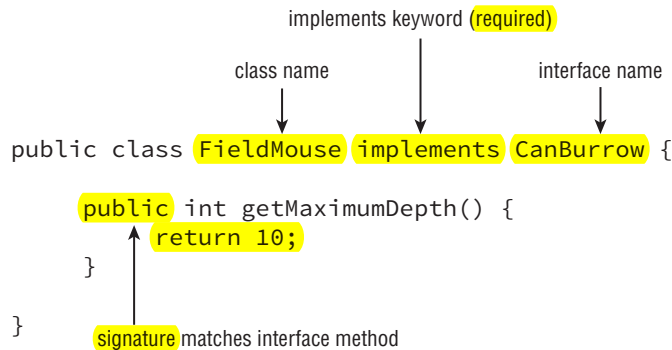 implements keyword (required)
class name
interface name
public class FieldMouse implements CanBurrow {
public int getMaximumDepth() {
return 10;
}
}
signature matches interface method